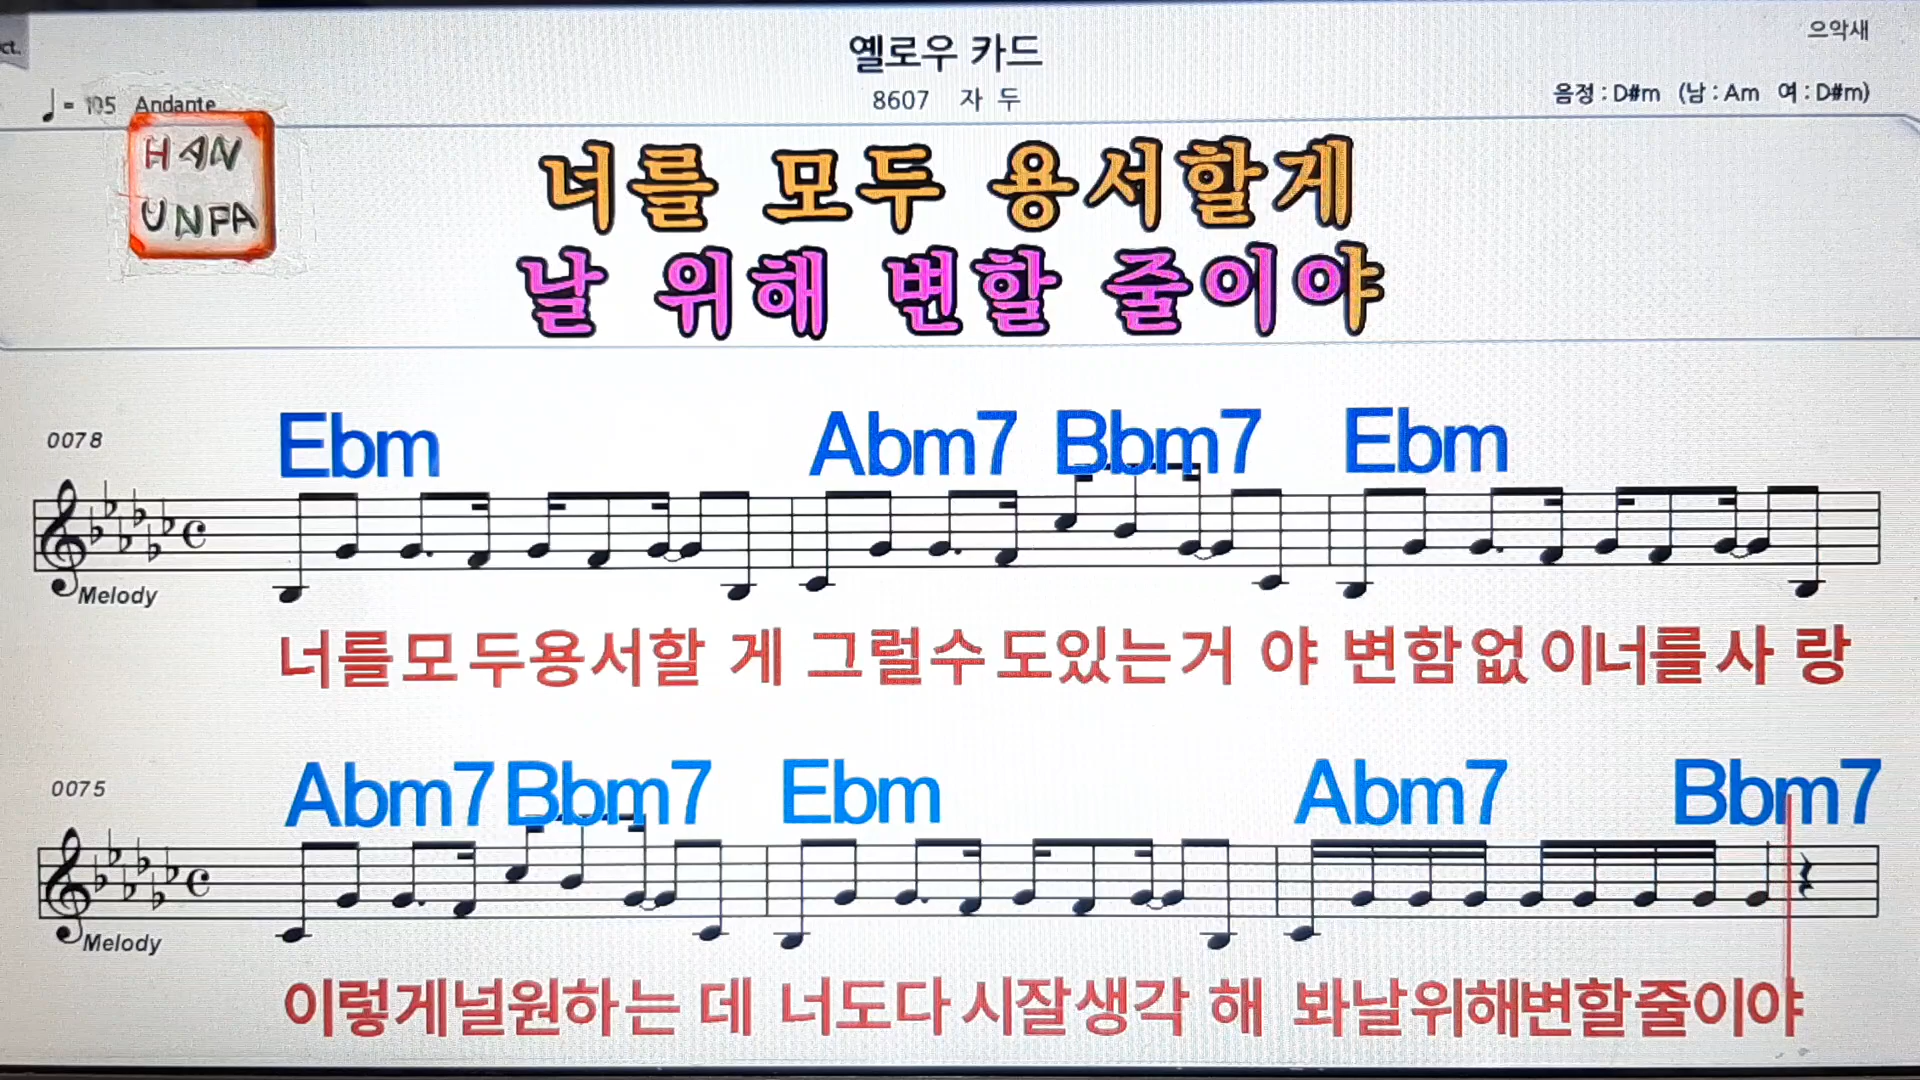 ct.
옐로우 카드
으악새
♩= 105 Andante
8607 자 두
음정 : D#m (남 : Am 여 : D#m)
HAN
UNFA
너를 모두 용서할게
날 위해 변할 줄이야
0078
Ebm Abm7 Bbm7 Ebm
Melody
너를모두용서할 게 그럴수도있는거 야 변함없이너를사 랑
0075
Abm7 Bbm7 Ebm Abm7 Bbm7
Melody
이렇게널원하는 데 너도다시잘생각 해 봐날위해변할줄이야